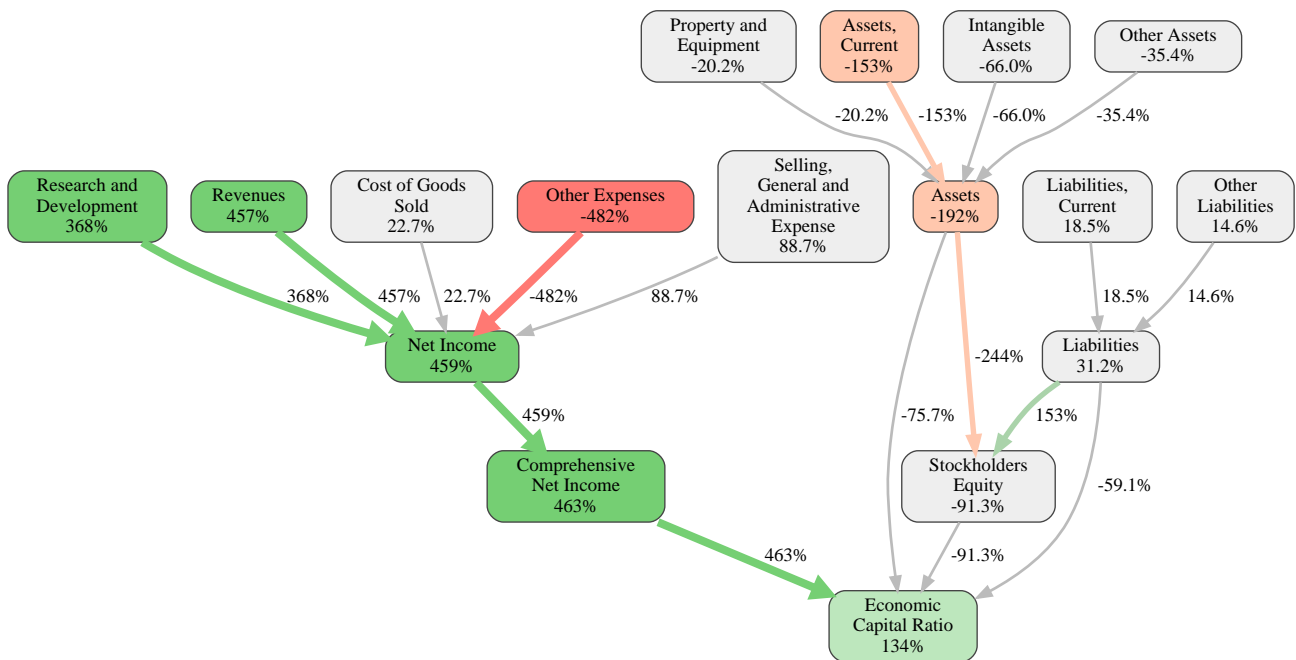 Property and
Equipment
-20.2%
Assets,
Current
-153%
Intangible
Assets
-66.0%
Other Assets
-35.4%
-20.2%
-153%
-66.0%
-35.4%
Research and
Development
368%
Revenues
457%
Cost of Goods
Sold
22.7%
Other Expenses
-482%
Selling,
General and
Administrative
Expense
88.7%
Assets
-192%
Liabilities,
Current
18.5%
Other
Liabilities
14.6%
368%
457%
22.7%
-482%
88.7%
18.5%
14.6%
Net Income
459%
-244%
Liabilities
31.2%
459%
-75.7%
153%
Comprehensive
Net Income
463%
Stockholders
Equity
-91.3%
-59.1%
463%
-91.3%
Economic
Capital Ratio
134%